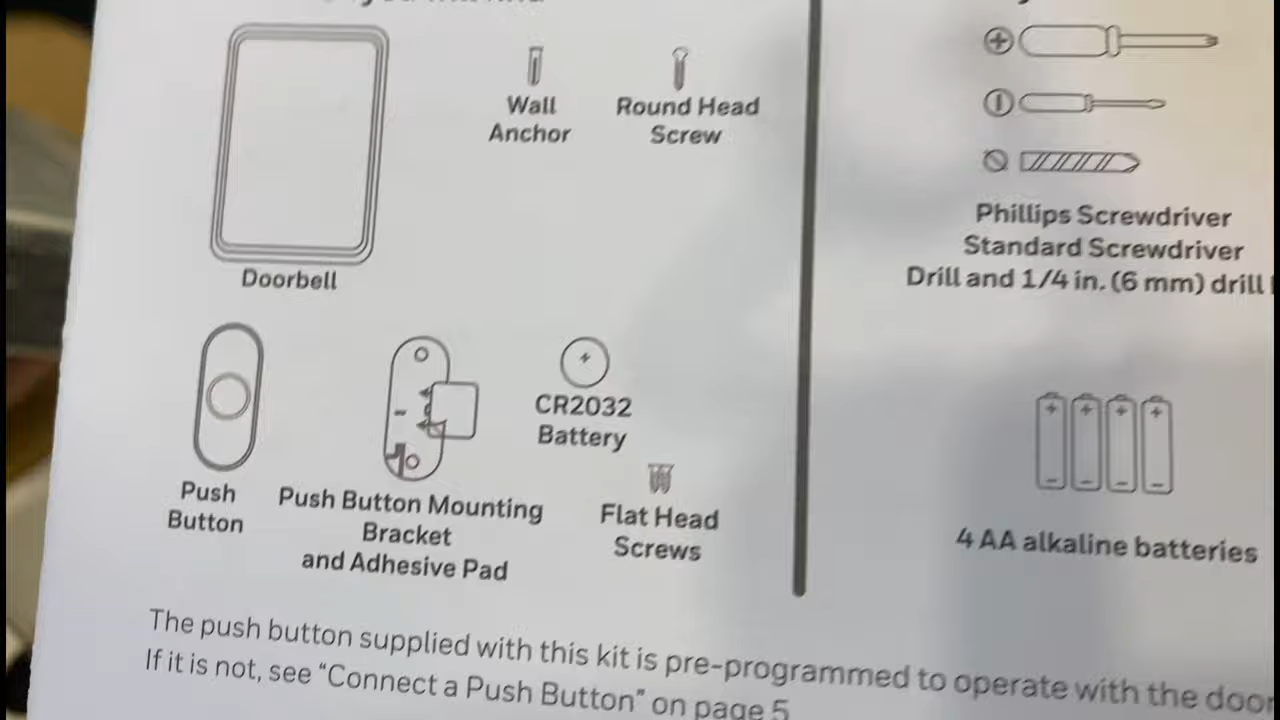 Wall
Anchor
Round Head
Screw
Doorbell
Phillips Screwdriver
Standard Screwdriver
Drill and 1/4 in. (6 mm) drill
Push
Button
Push Button Mounting
Bracket
and Adhesive Pad
CR2032
Battery
Flat Head
Screws
4 AA alkaline batteries
The push button supplied with this kit is pre-programmed to operate with the door
If it is not, see “Connect a Push Button” on page 5